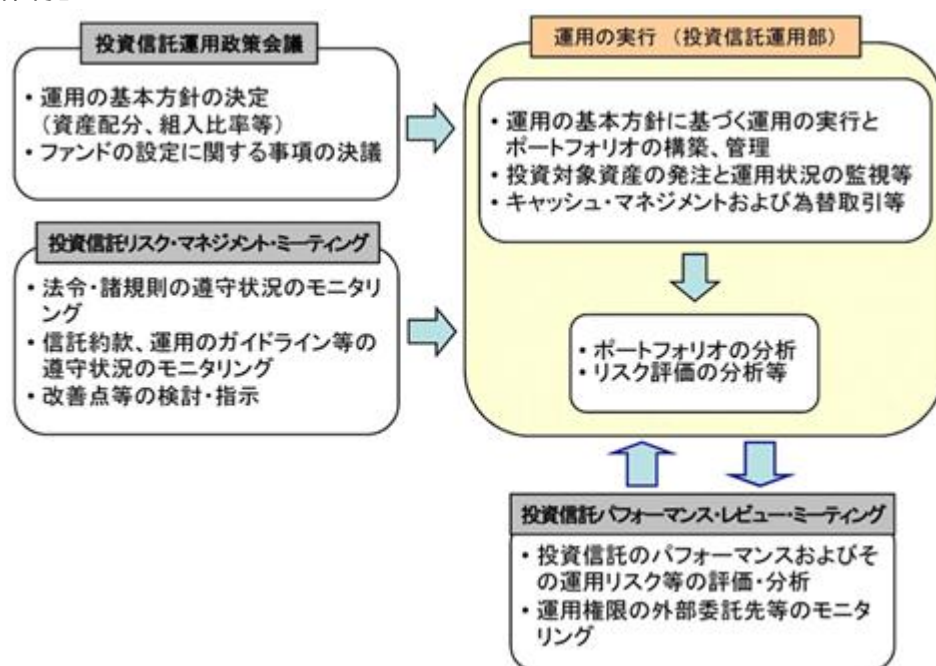 投資信託運用政策会議
・運用の基本方針の決定
（資産配分、組入比率等）
・ファンドの設定に関する事項の決議
投資信託リスク・マネジメント・ミーティング
・法令・諸規則の遵守状況のモニタリ
ング
・信託約款、運用のガイドライン等の
遵守状況のモニタリング
・改善点等の検討・指示
運用の実行 （投資信託運用部）
・運用の基本方針に基づく運用の実行と
ポートフォリオの構築、管理
・投資対象資産の発注と運用状況の監視等
・キャッシュ・マネジメントおよび為替取引等
・ポートフォリオの分析
・リスク評価の分析等
投資信託パフォーマンス・レビュー・ミーティング
・投資信託のパフォーマンスおよびそ
の運用リスク等の評価・分析
・運用権限の外部委託先等のモニタ
リング